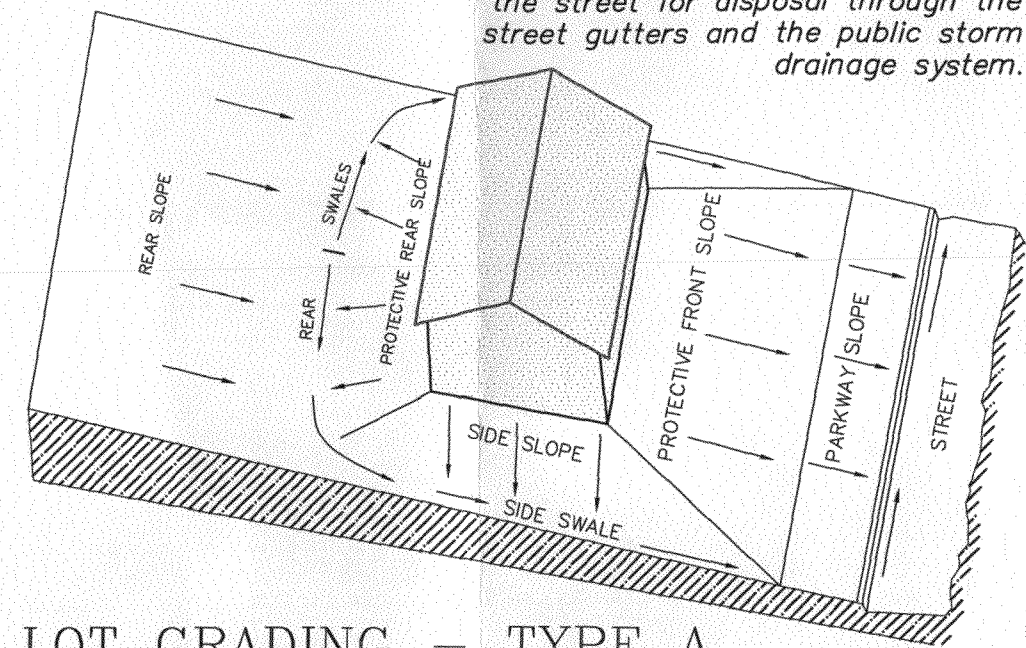 the street for disposal through the
street gutters and the public storm
drainage system.
REAR SLOPE
SWALES
REAR
PROTECTIVE REAR SLOPE
SIDE SLOPE
SIDE SWALE
PROTECTIVE FRONT SLOPE
PARKWAY SLOPE
STREET
LOT GRADING – TYPE A